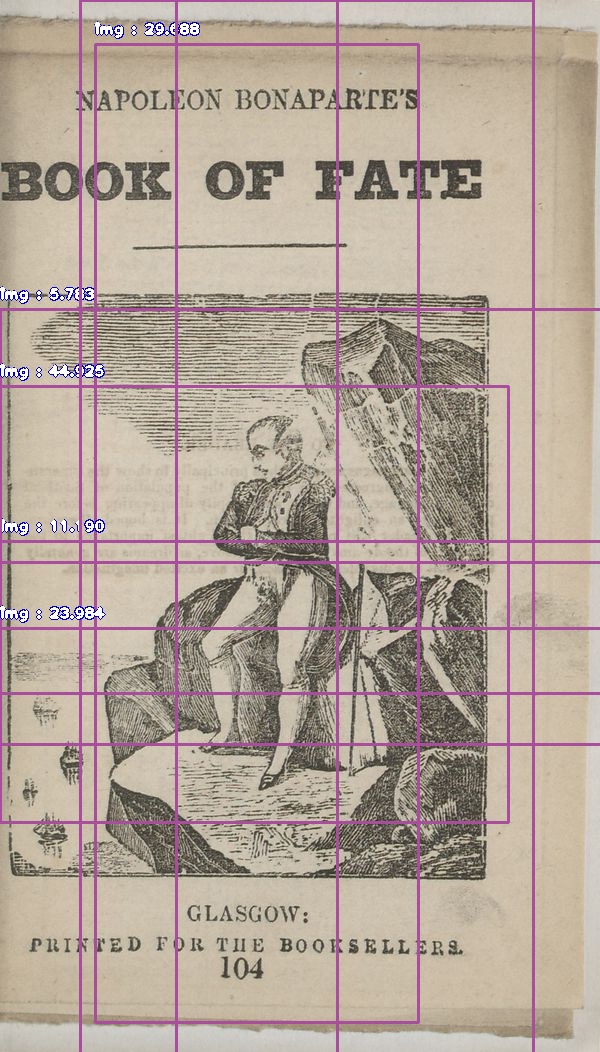 img : 29.688
NAPOLEON BONAPARTE'S
BOOK OF FATE
img : 5.783
img : 44.925
img : 11.190
img : 23.984
GLASGOW:
PRINTED FOR THE BOOKSELLERS.
104